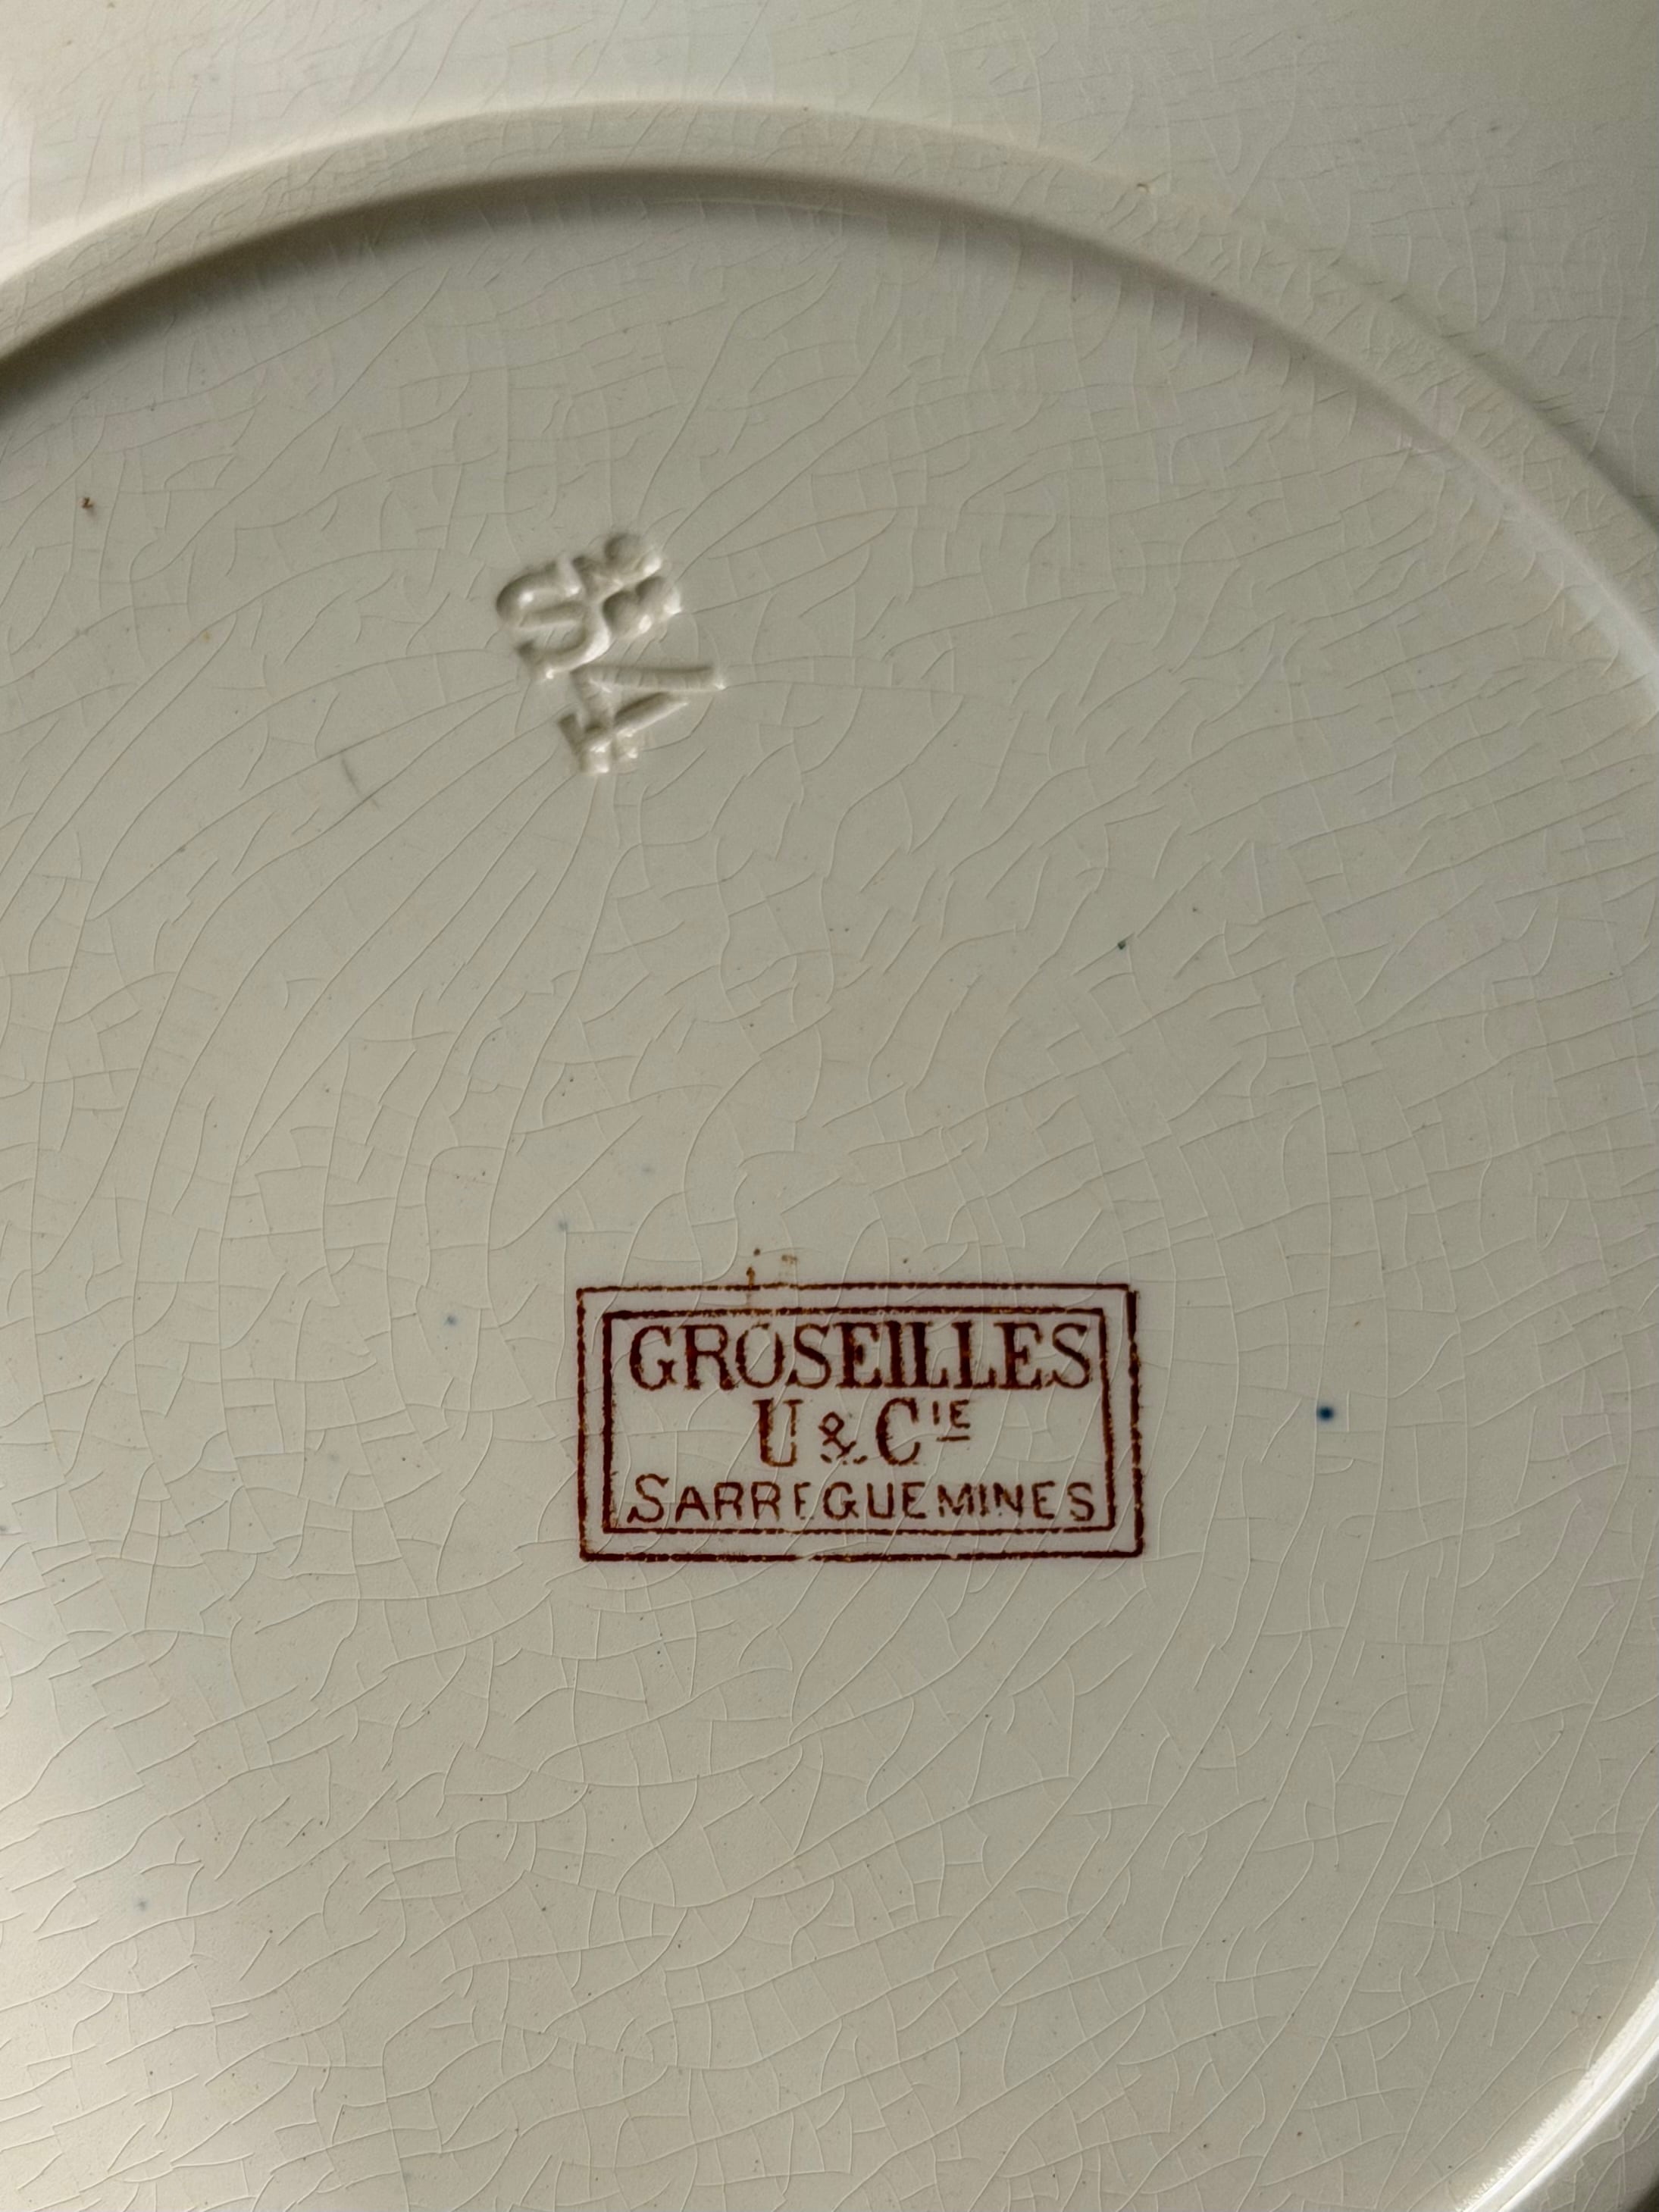 GROSEILLES
U & Cᴵᴱ
SARREGUEMINES